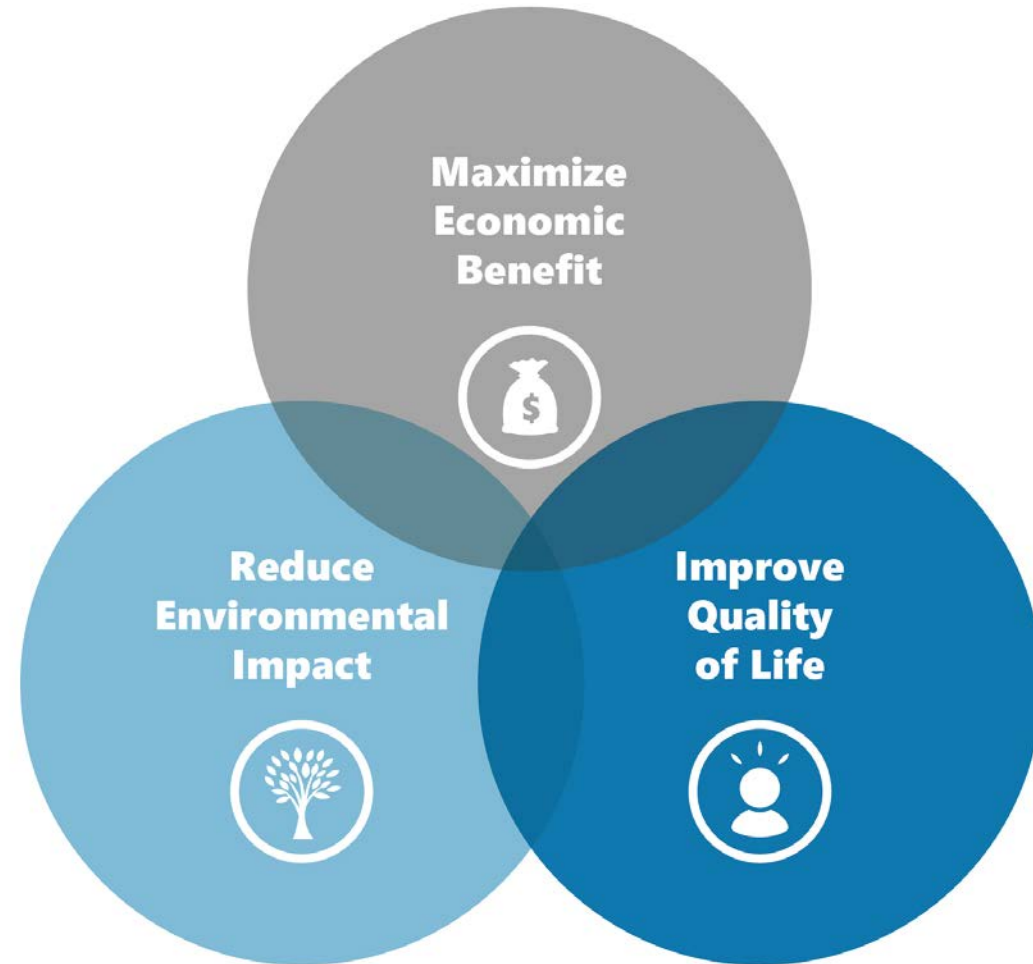 Maximize
Economic
Benefit
$
Reduce
Environmental
Impact
Improve
Quality
of Life